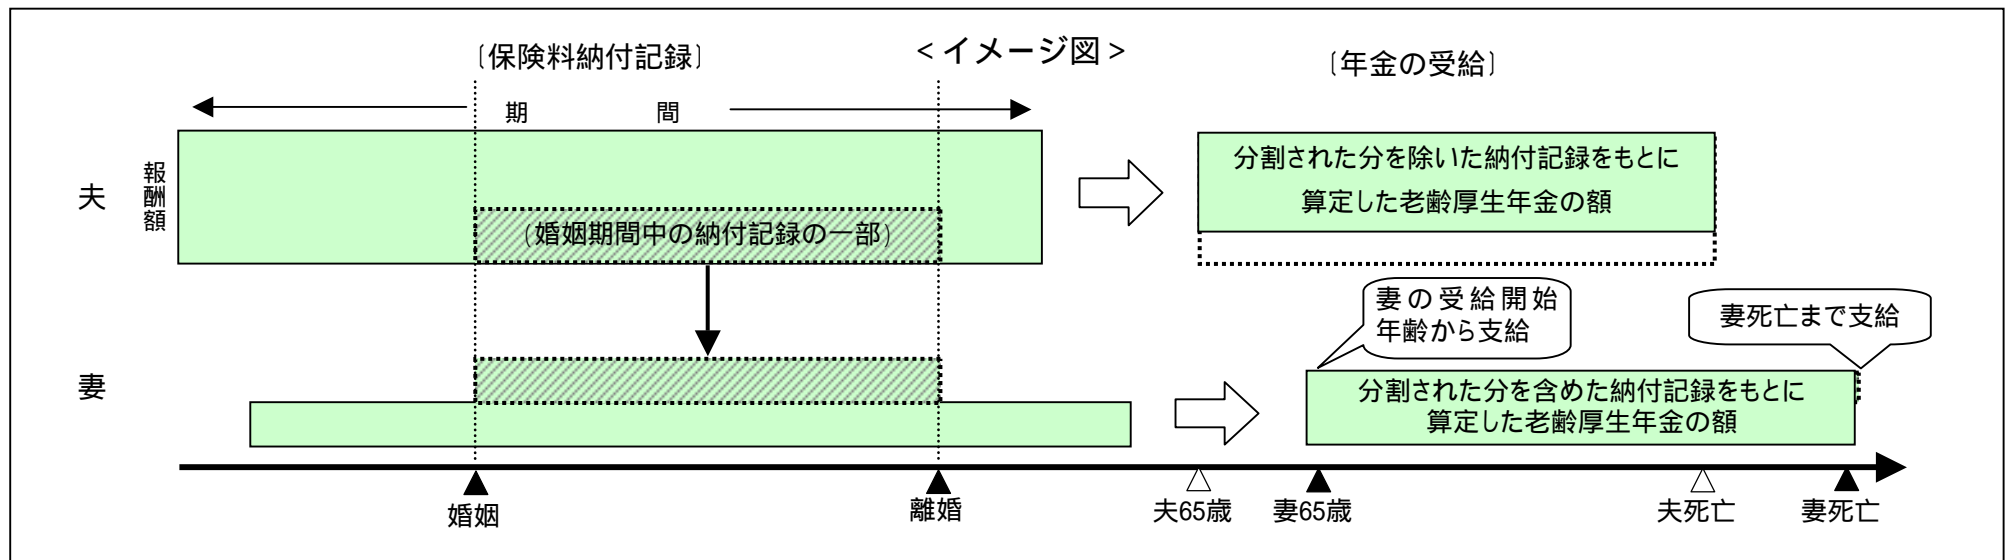 <イメージ図>
〔保険料納付記録〕
〔年金の受給〕
期間
夫
報酬額
(婚姻期間中の納付記録の一部)
分割された分を除いた納付記録をもとに
算定した老齢厚生年金の額
妻の受給開始
年齢から支給
妻死亡まで支給
妻
分割された分を含めた納付記録をもとに
算定した老齢厚生年金の額
婚姻
離婚
夫65歳
妻65歳
夫死亡
妻死亡